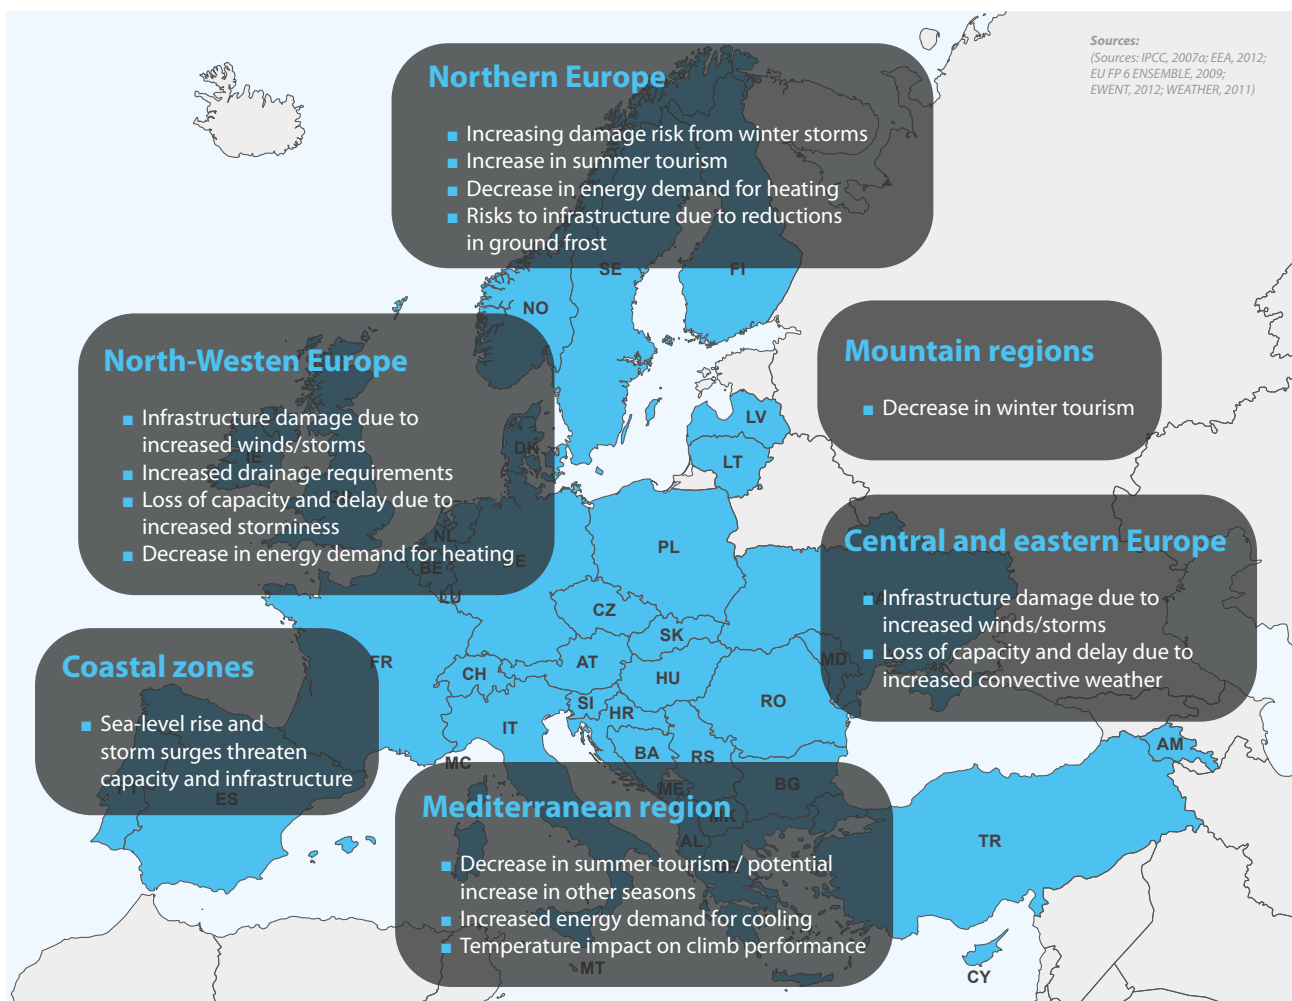 Sources:
(Sources: IPCC, 2007a; EEA, 2012;
EU FP 6 ENSEMBLE, 2009;
EWENT, 2012; WEATHER, 2011)
Northern Europe
■ Increasing damage risk from winter storms
■ Increase in summer tourism
■ Decrease in energy demand for heating
■ Risks to infrastructure due to reductions
in ground frost
SE
FI
NO
North-Westen Europe
■ Infrastructure damage due to
increased winds/storms
■ Increased drainage requirements
■ Loss of capacity and delay due to
increased storminess
■ Decrease in energy demand for heating
IE
DK
NL
BE
LU
Mountain regions
■ Decrease in winter tourism
LV
LT
PL
CZ
SK
Central and eastern Europe
■ Infrastructure damage due to
increased winds/storms
■ Loss of capacity and delay due to
increased convective weather
MD
FR
CH
AT
HU
RO
SI
HR
IT
BA
RS
AM
Coastal zones
■ Sea-level rise and
storm surges threaten
capacity and infrastructure
ES
MC
ME
BG
MK
AL
TR
Mediterranean region
■ Decrease in summer tourism / potential
increase in other seasons
■ Increased energy demand for cooling
■ Temperature impact on climb performance
MT
CY